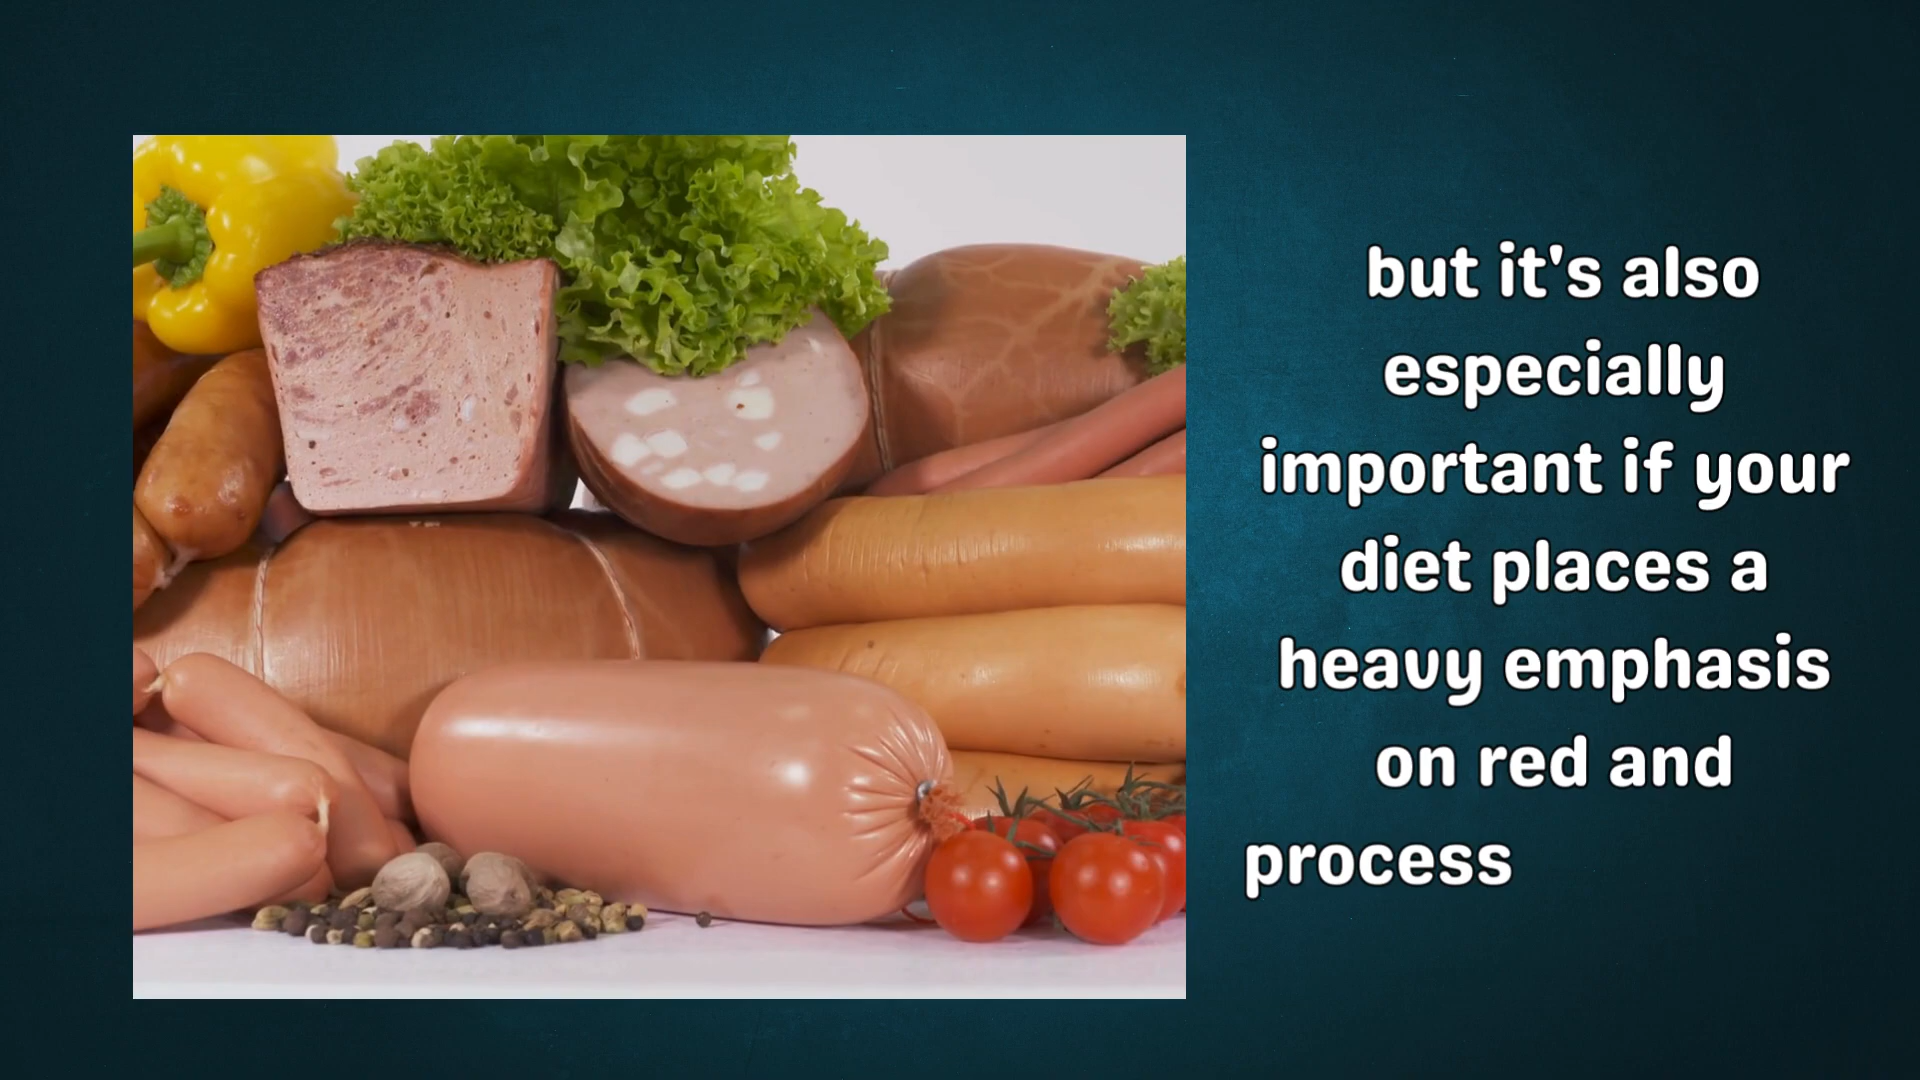 but it's also
especially
important if your
diet places a
heavy emphasis
on red and
process